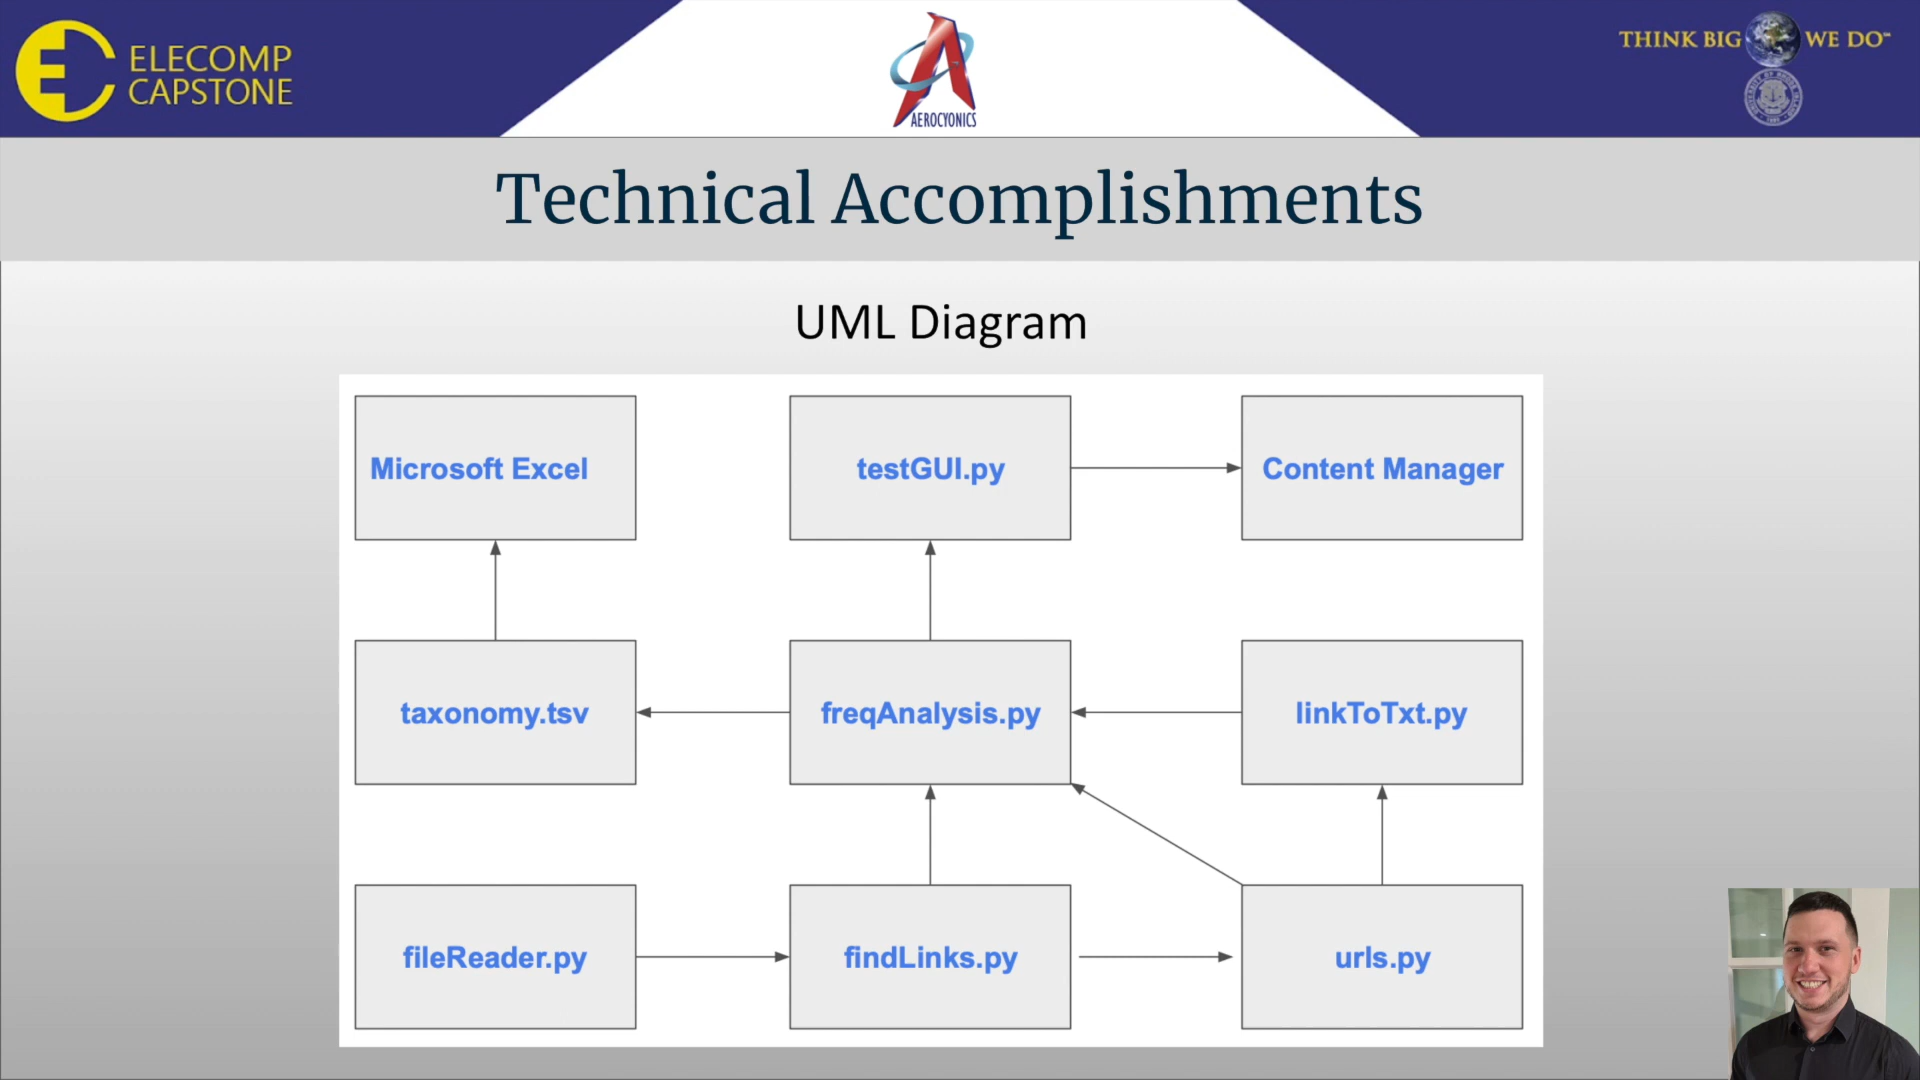 ELECOMP
CAPSTONE
AEROCYONICS
THINK BIG WE DO℠
Technical Accomplishments
UML Diagram
Microsoft Excel
testGUI.py
Content Manager
taxonomy.tsv
freqAnalysis.py
linkToTxt.py
fileReader.py
findLinks.py
urls.py